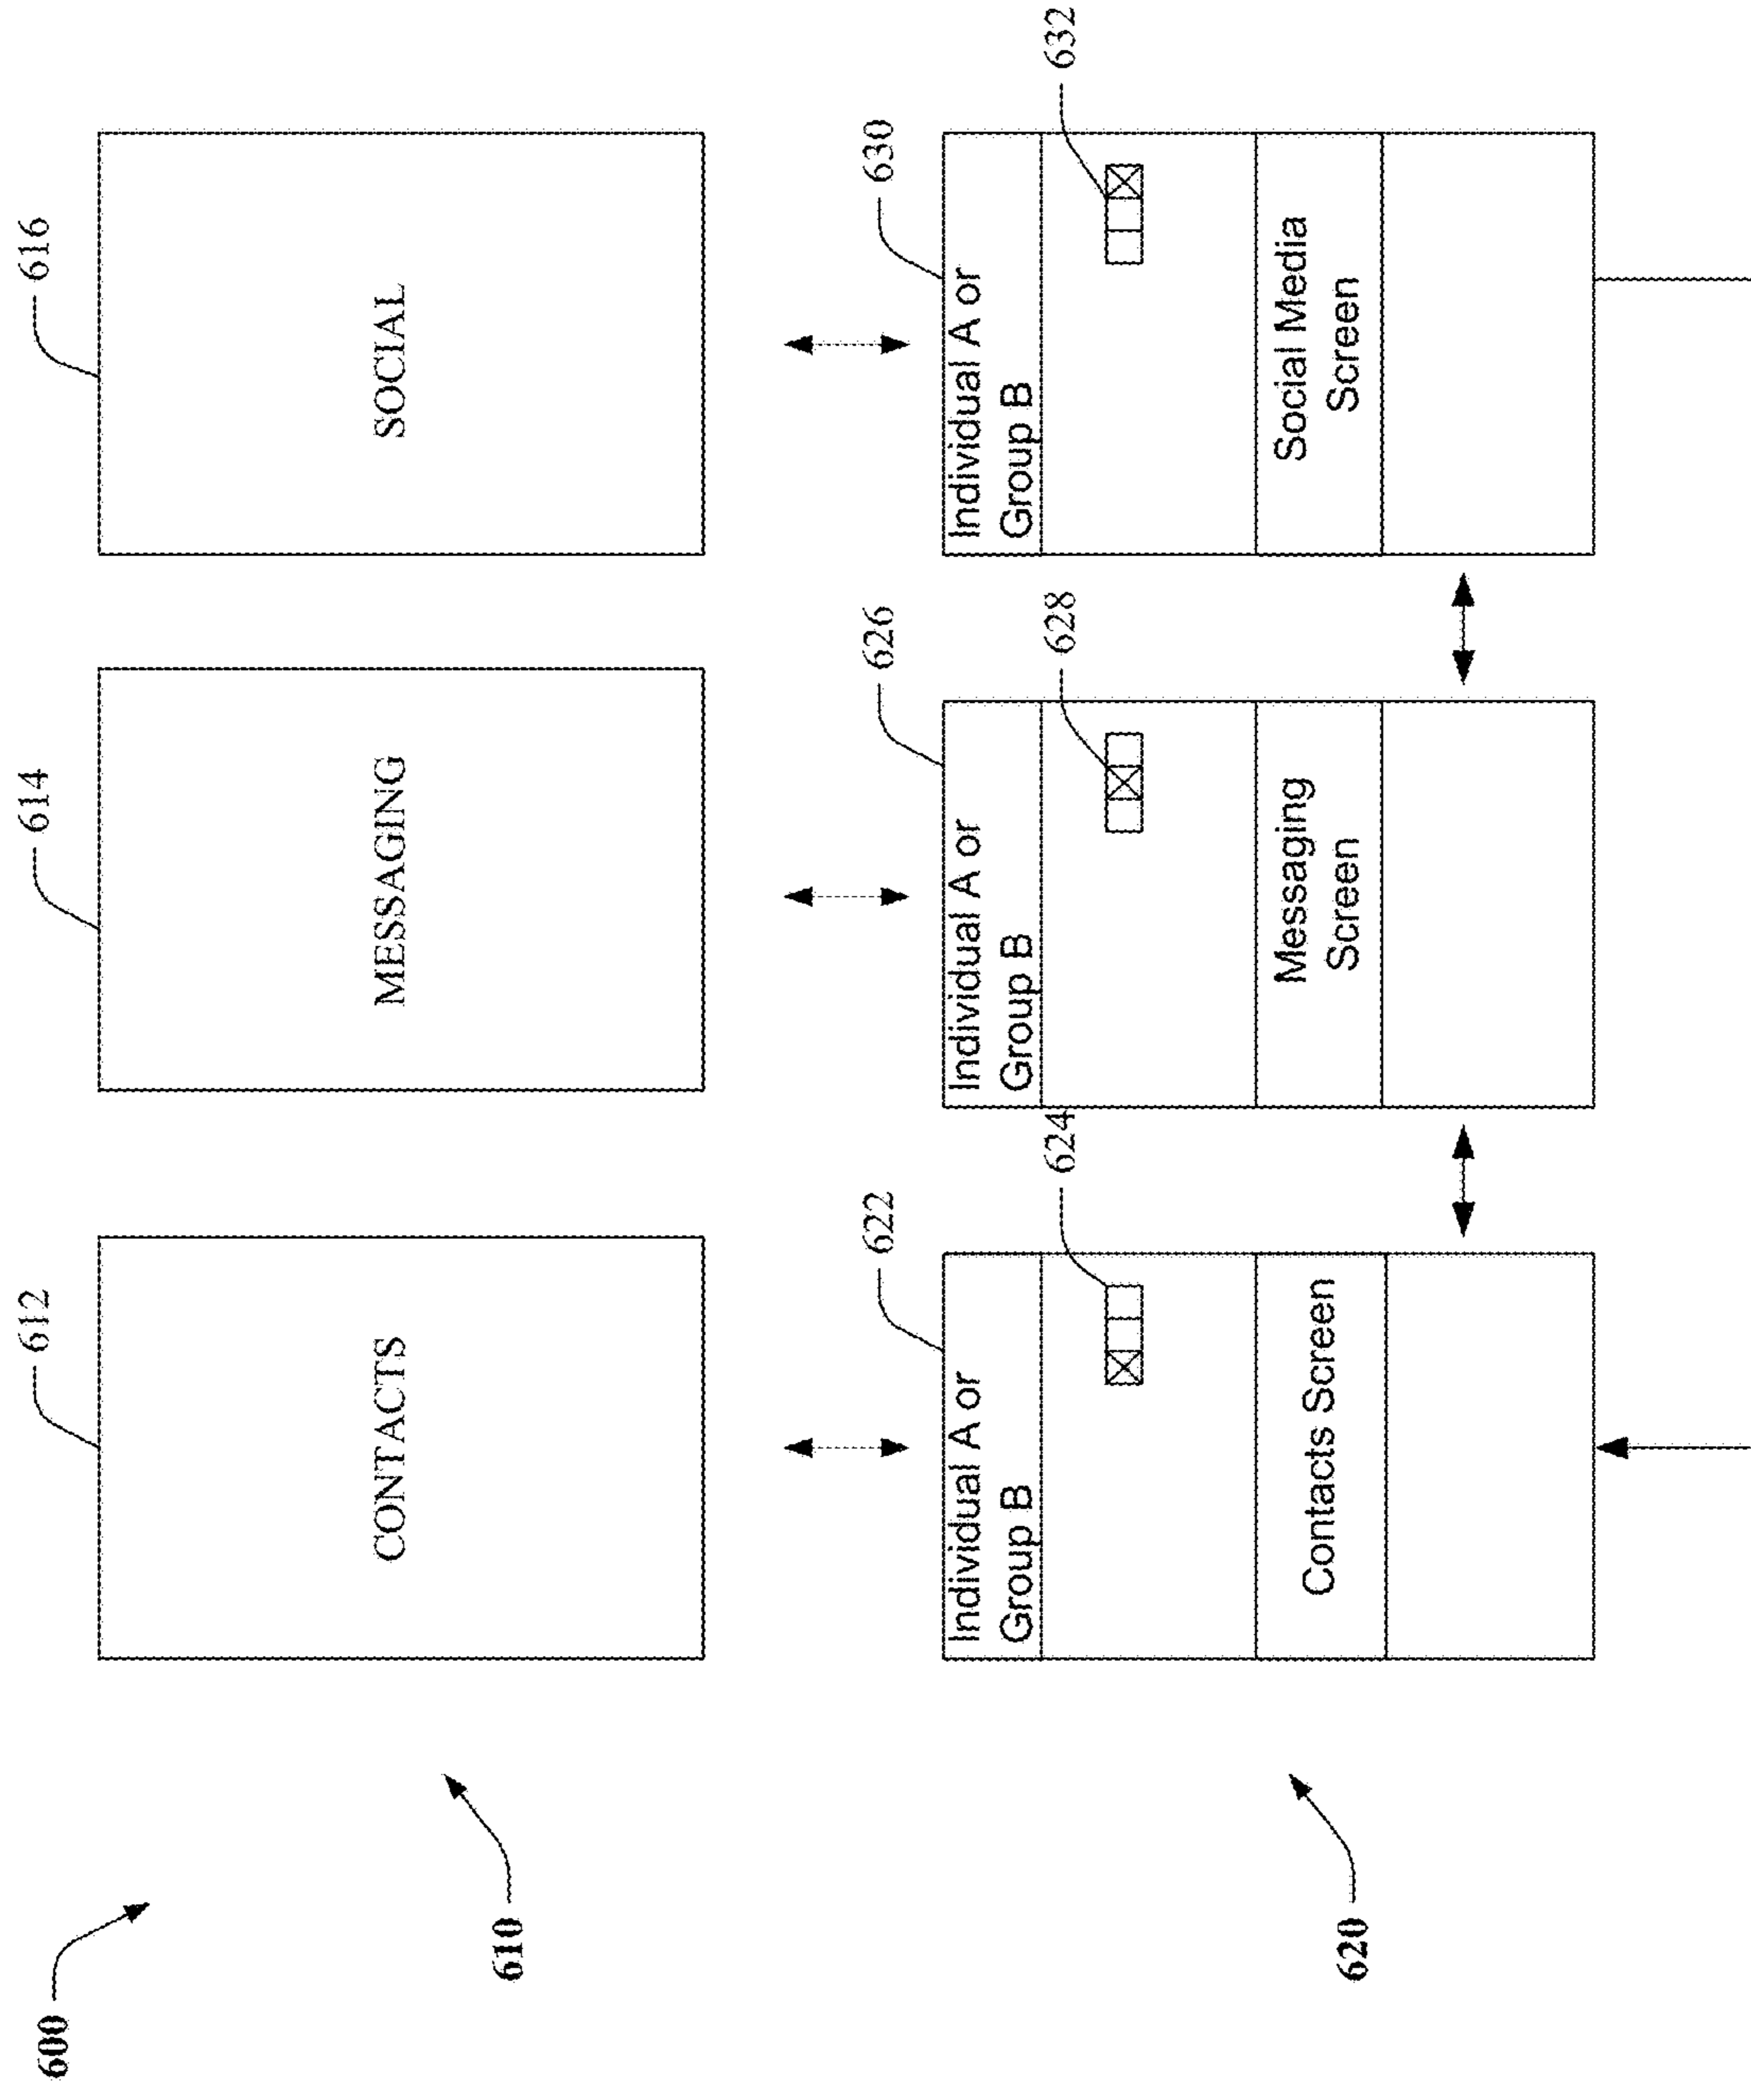 600
612
614
616
CONTACTS
MESSAGING
SOCIAL
610
622
626
630
Individual A or
Group B
Individual A or
Group B
Individual A or
Group B
624
628
632
Contacts Screen
Messaging
Screen
Social Media
Screen
620